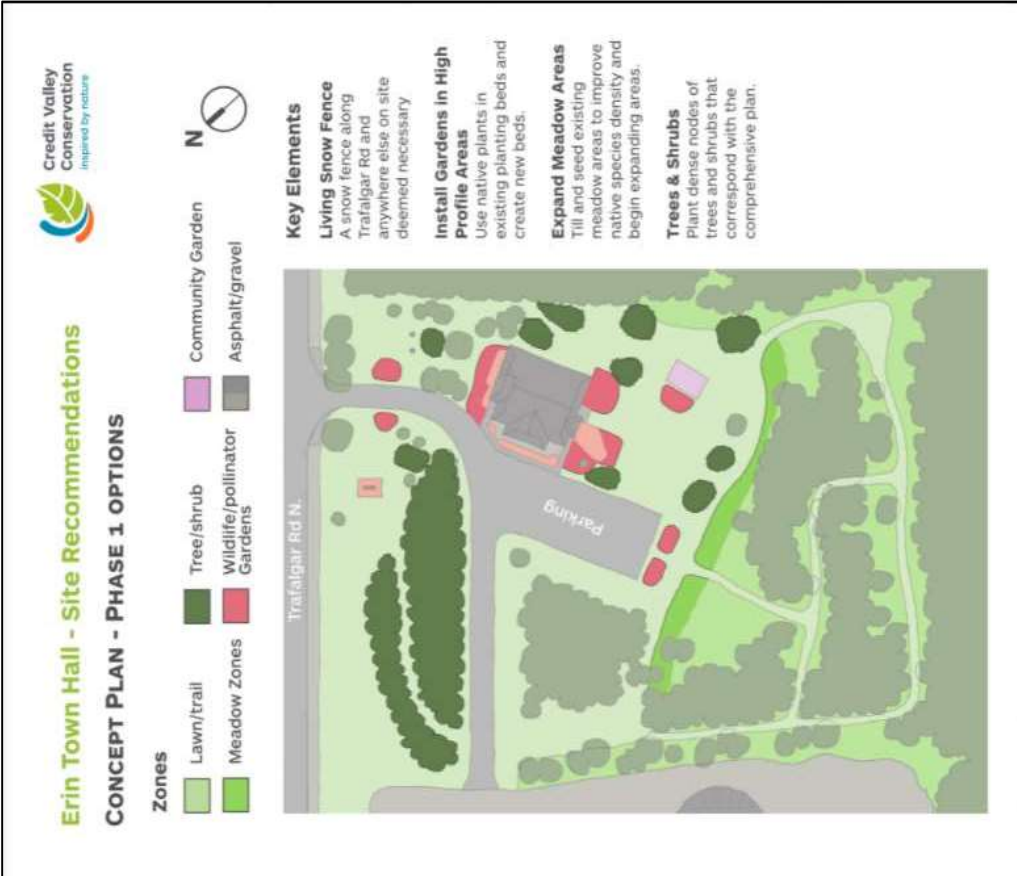 Erin Town Hall - Site Recommendations
CONCEPT PLAN - PHASE 1 OPTIONS
Credit Valley
Conservation
inspired by nature
Zones
Lawn/trail
Tree/shrub
Community Garden
Meadow Zones
Wildlife/pollinator
Gardens
Asphalt/gravel
N
Trafalgar Rd N.
Parking
Key Elements
Living Snow Fence
A snow fence along
Trafalgar Rd and
anywhere else on site
deemed necessary
Install Gardens in High
Profile Areas
Use native plants in
existing planting beds and
create new beds.
Expand Meadow Areas
Till and seed existing
meadow areas to improve
native species density and
begin expanding areas.
Trees & Shrubs
Plant dense nodes of
trees and shrubs that
correspond with the
comprehensive plan.